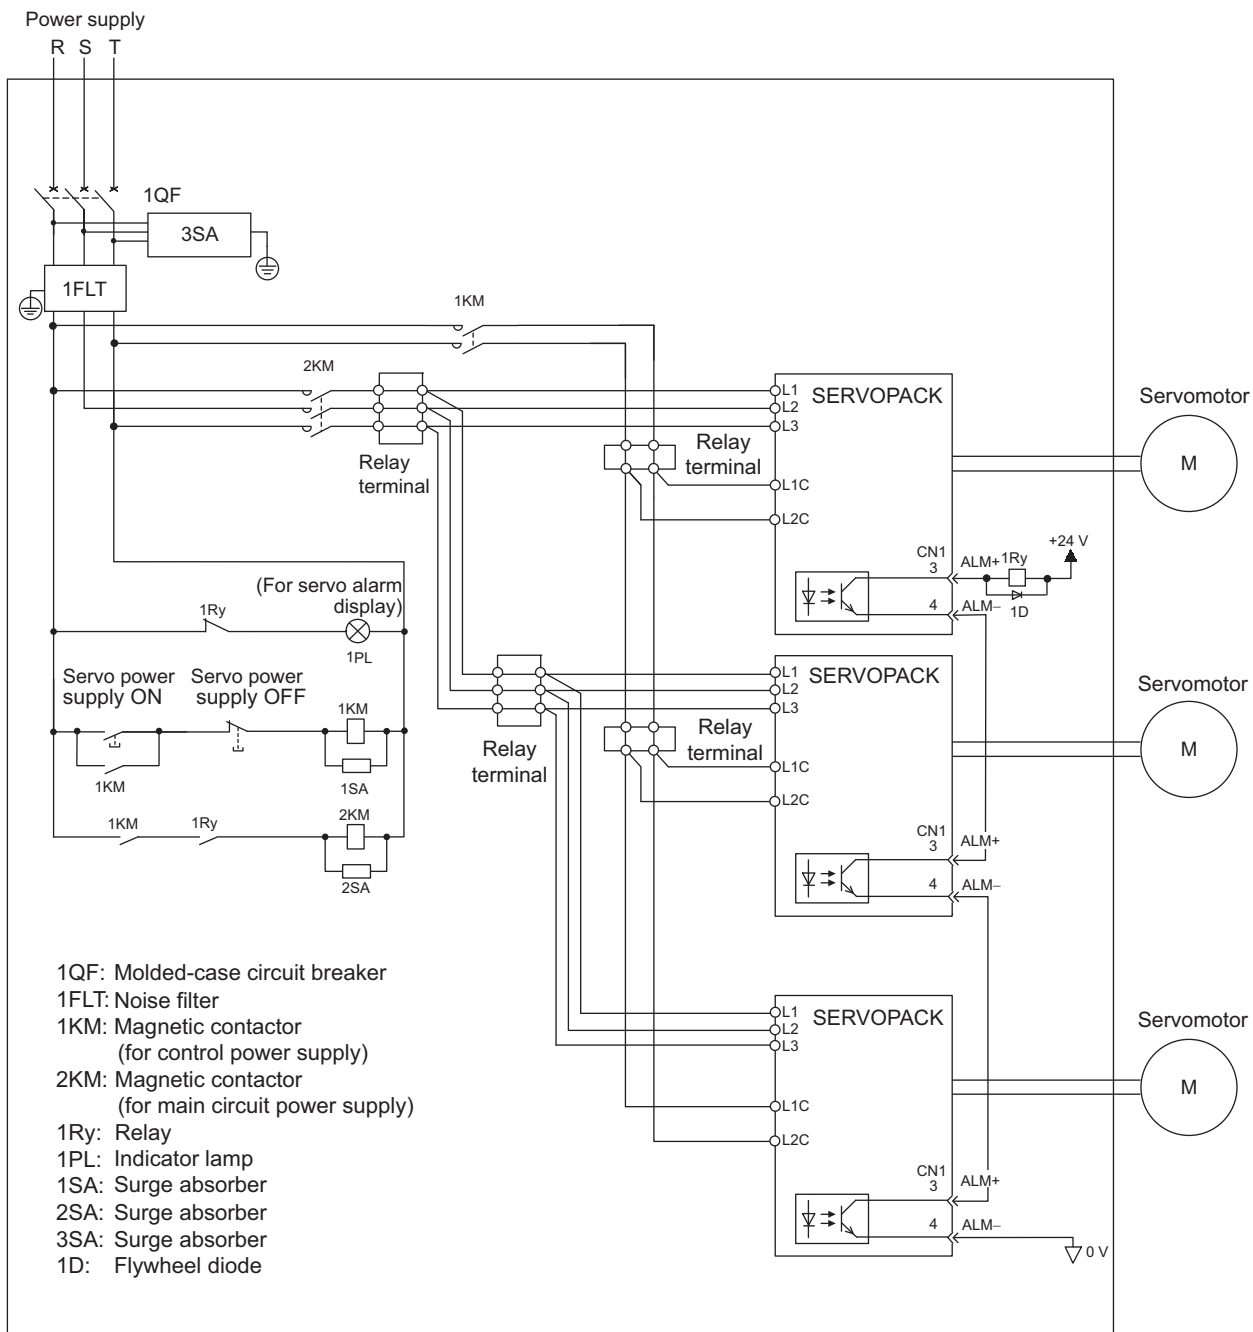 Power supply
R S T
1QF
3SA
1FLT
1KM
2KM
SERVOPACK
L1
L2
L3
Servomotor
M
Relay
terminal
Relay
terminal
L1C
L2C
CN1
3
ALM+
1Ry
+24 V
4
ALM–
1D
(For servo alarm
display)
1Ry
1PL
Servo power
supply ON
Servo power
supply OFF
1KM
1KM
1SA
1KM
1Ry
2KM
2SA
SERVOPACK
L1
L2
L3
Servomotor
M
Relay
terminal
Relay
terminal
L1C
L2C
CN1
3
ALM+
4
ALM–
SERVOPACK
L1
L2
L3
Servomotor
M
L1C
L2C
CN1
3
ALM+
4
ALM–
0 V
1QF: Molded-case circuit breaker
1FLT: Noise filter
1KM: Magnetic contactor
(for control power supply)
2KM: Magnetic contactor
(for main circuit power supply)
1Ry: Relay
1PL: Indicator lamp
1SA: Surge absorber
2SA: Surge absorber
3SA: Surge absorber
1D: Flywheel diode